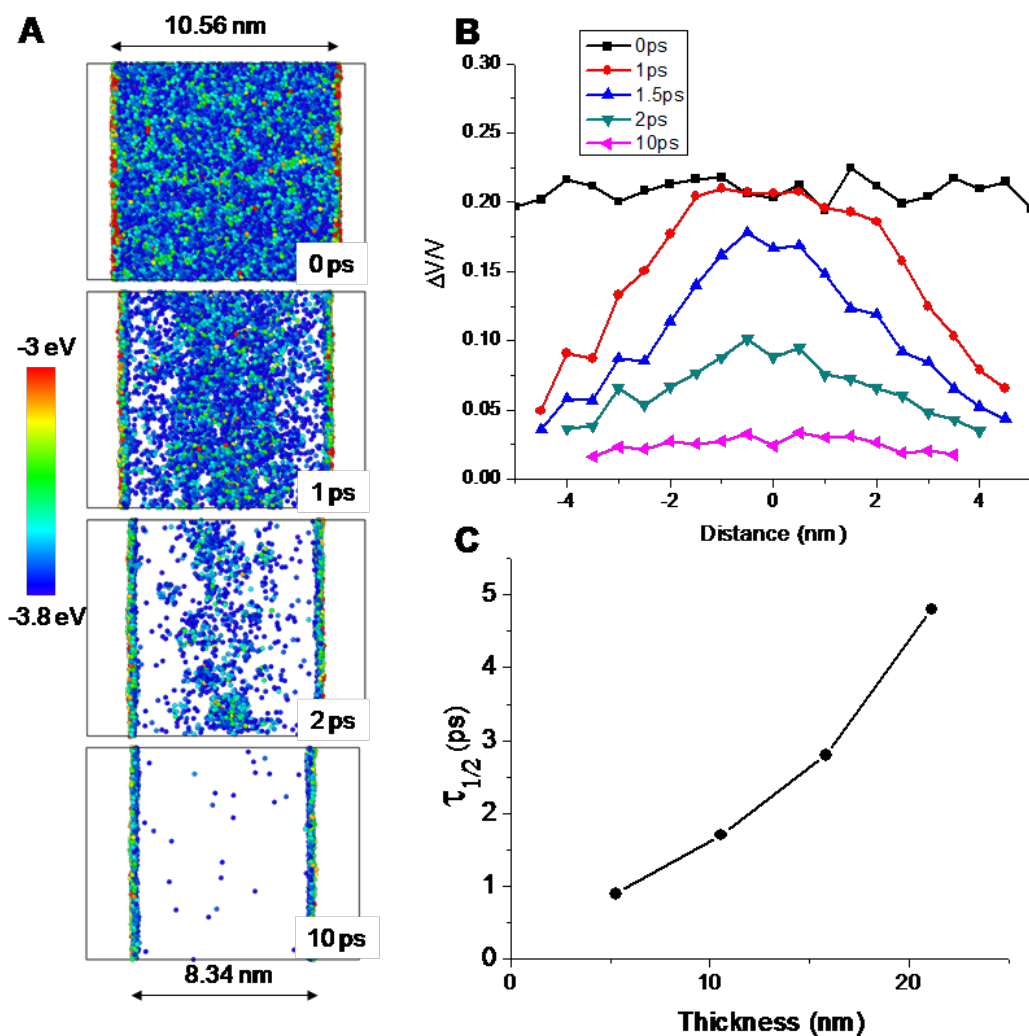 A
10.56 nm
0 ps
1 ps
2 ps
10 ps
8.34 nm
-3 eV
-3.8 eV
B
0ps
1ps
1.5ps
2ps
10ps
0.30
0.25
0.20
0.15
0.10
0.05
0.00
ΔV/V
-4
-2
0
2
4
Distance (nm)
C
5
4
3
2
1
0
τ1/2 (ps)
0
10
20
Thickness (nm)